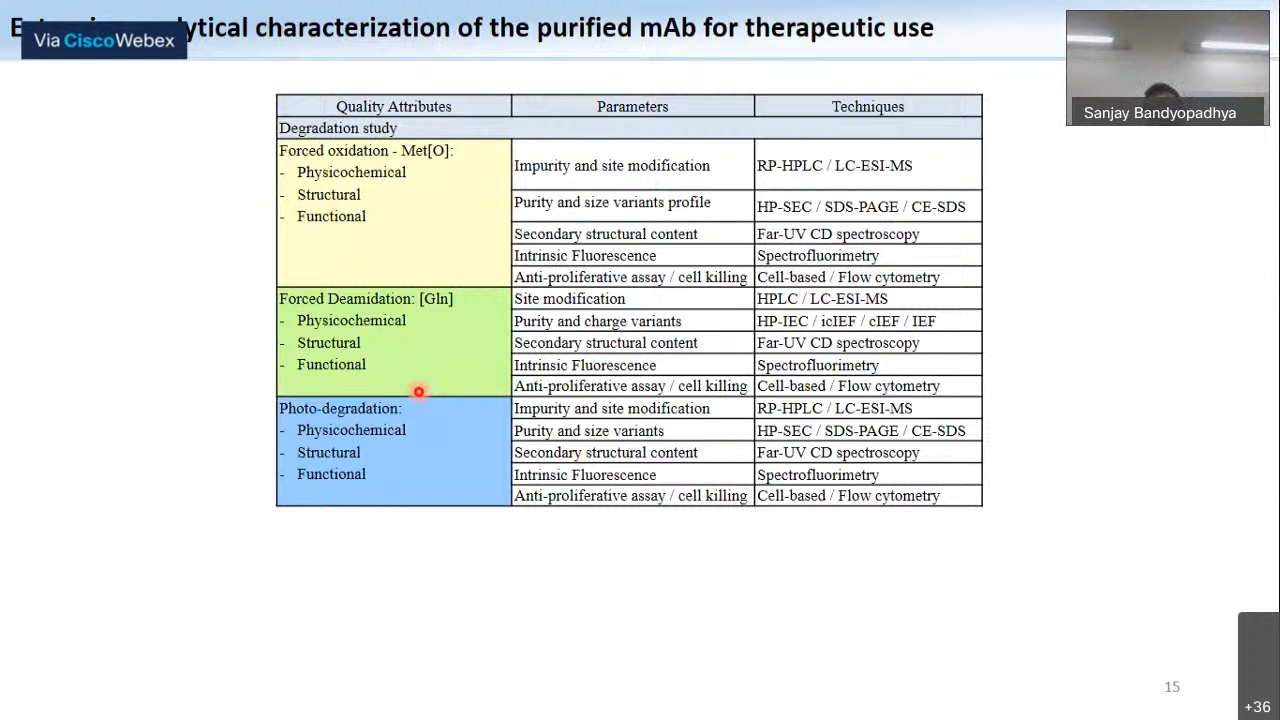 ytical characterization of the purified mAb for therapeutic use
Via CiscoWebex
Sanjay Bandyopadhya
Quality Attributes Parameters Techniques
Degradation study
Forced oxidation - Met[O]:
- Physicochemical
- Structural
- Functional
Impurity and site modification RP-HPLC / LC-ESI-MS
Purity and size variants profile HP-SEC / SDS-PAGE / CE-SDS
Secondary structural content Far-UV CD spectroscopy
Intrinsic Fluorescence Spectrofluorimetry
Anti-proliferative assay / cell killing Cell-based / Flow cytometry
Forced Deamidation: [Gln]
- Physicochemical
- Structural
- Functional
Site modification HPLC / LC-ESI-MS
Purity and charge variants HP-IEC / icIEF / cIEF / IEF
Secondary structural content Far-UV CD spectroscopy
Intrinsic Fluorescence Spectrofluorimetry
Anti-proliferative assay / cell killing Cell-based / Flow cytometry
Photo-degradation:
- Physicochemical
- Structural
- Functional
Impurity and site modification RP-HPLC / LC-ESI-MS
Purity and size variants HP-SEC / SDS-PAGE / CE-SDS
Secondary structural content Far-UV CD spectroscopy
Intrinsic Fluorescence Spectrofluorimetry
Anti-proliferative assay / cell killing Cell-based / Flow cytometry
15
+36